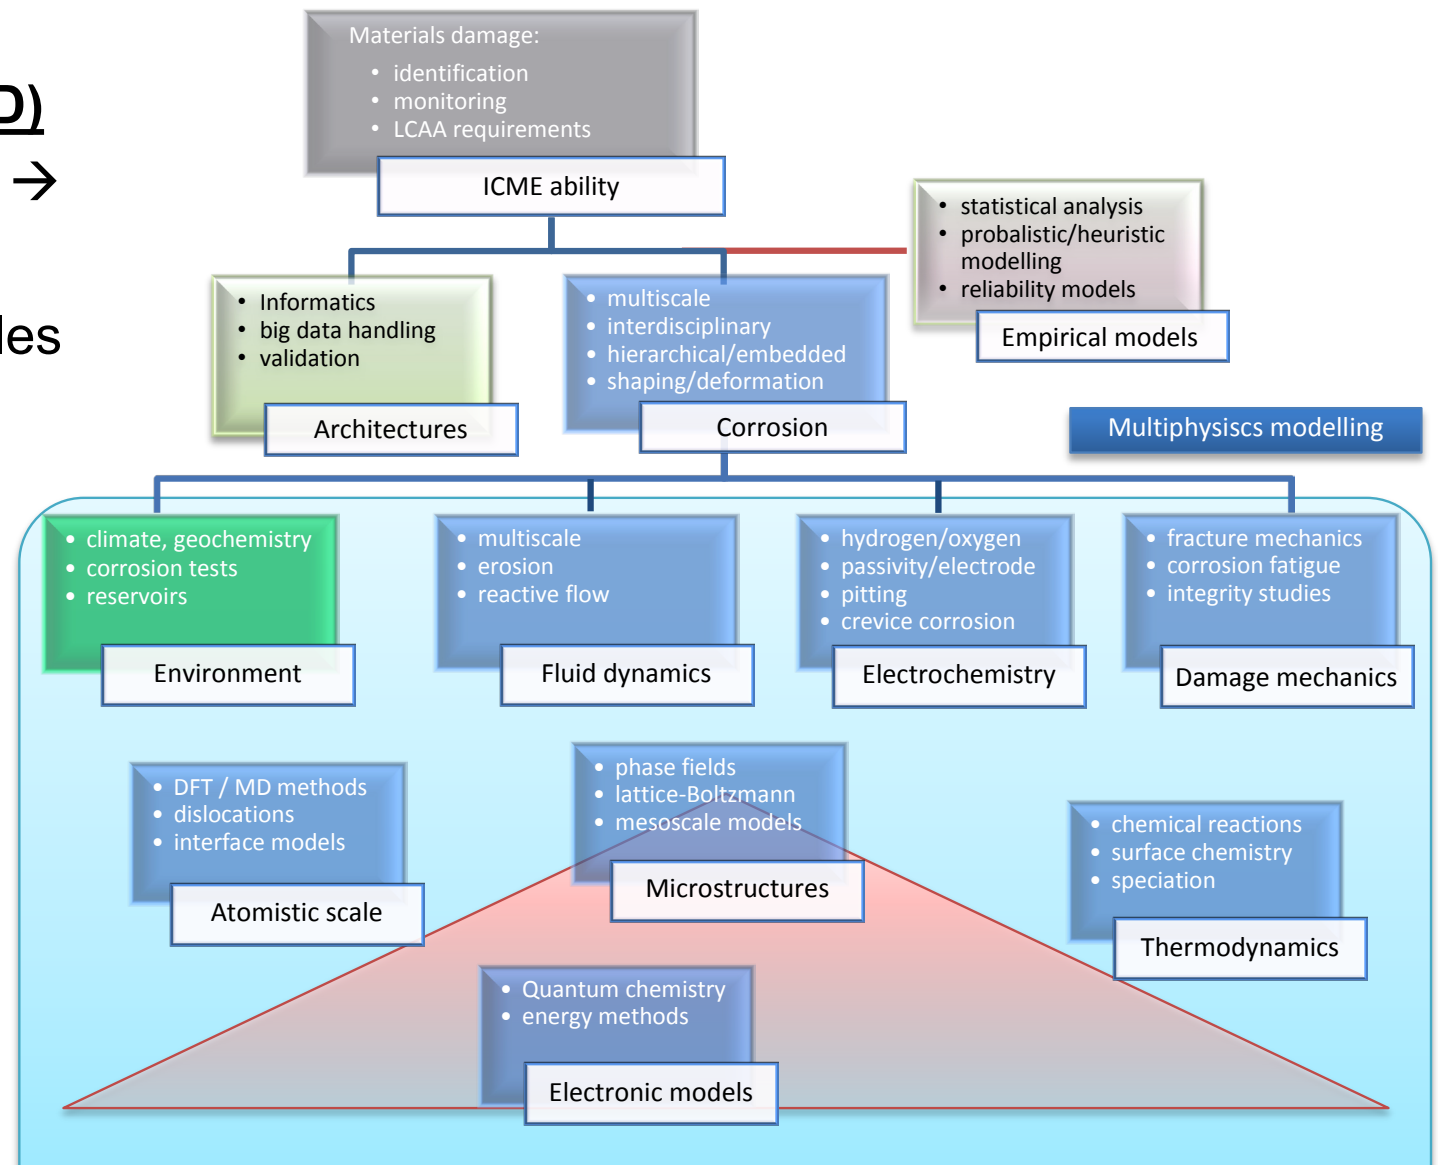 D)
→
les
Materials damage:
• identification
• monitoring
• LCAA requirements
ICME ability
• statistical analysis
• probalistic/heuristic
modelling
• reliability models
Empirical models
• Informatics
• big data handling
• validation
Architectures
• multiscale
• interdisciplinary
• hierarchical/embedded
• shaping/deformation
Corrosion
Multiphysiscs modelling
• climate, geochemistry
• corrosion tests
• reservoirs
Environment
• multiscale
• erosion
• reactive flow
Fluid dynamics
• hydrogen/oxygen
• passivity/electrode
• pitting
• crevice corrosion
Electrochemistry
• fracture mechanics
• corrosion fatigue
• integrity studies
Damage mechanics
• DFT / MD methods
• dislocations
• interface models
Atomistic scale
• phase fields
• lattice-Boltzmann
• mesoscale models
Microstructures
• chemical reactions
• surface chemistry
• speciation
Thermodynamics
• Quantum chemistry
• energy methods
Electronic models